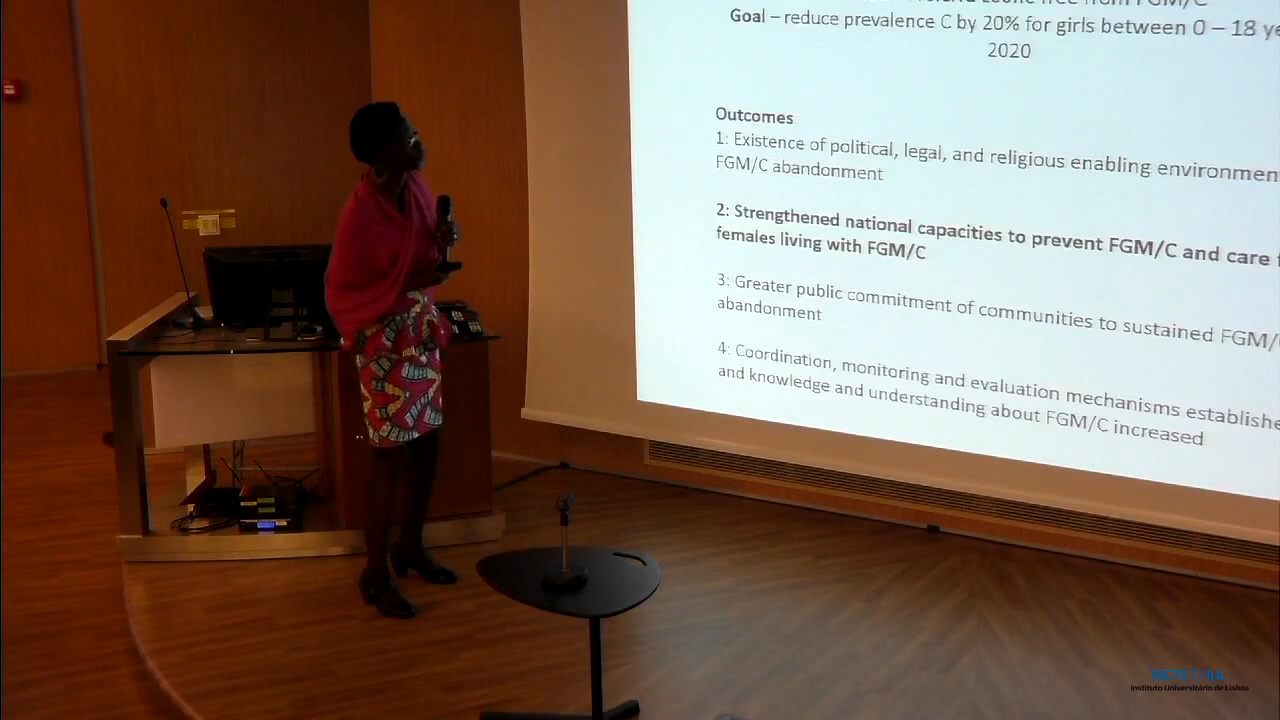 free from FGM/C
Goal – reduce prevalence C by 20% for girls between 0 – 18
2020
Outcomes
1: Existence of political, legal, and religious enabling
FGM/C abandonment
2: Strengthened national capacities to prevent FGM/C and care
females living with FGM/C
3: Greater public commitment of communities to sustained
abandonment
4: Coordination, monitoring and evaluation mechanisms
and knowledge and understanding about FGM/C increased
Instituto Universitário de Lisboa